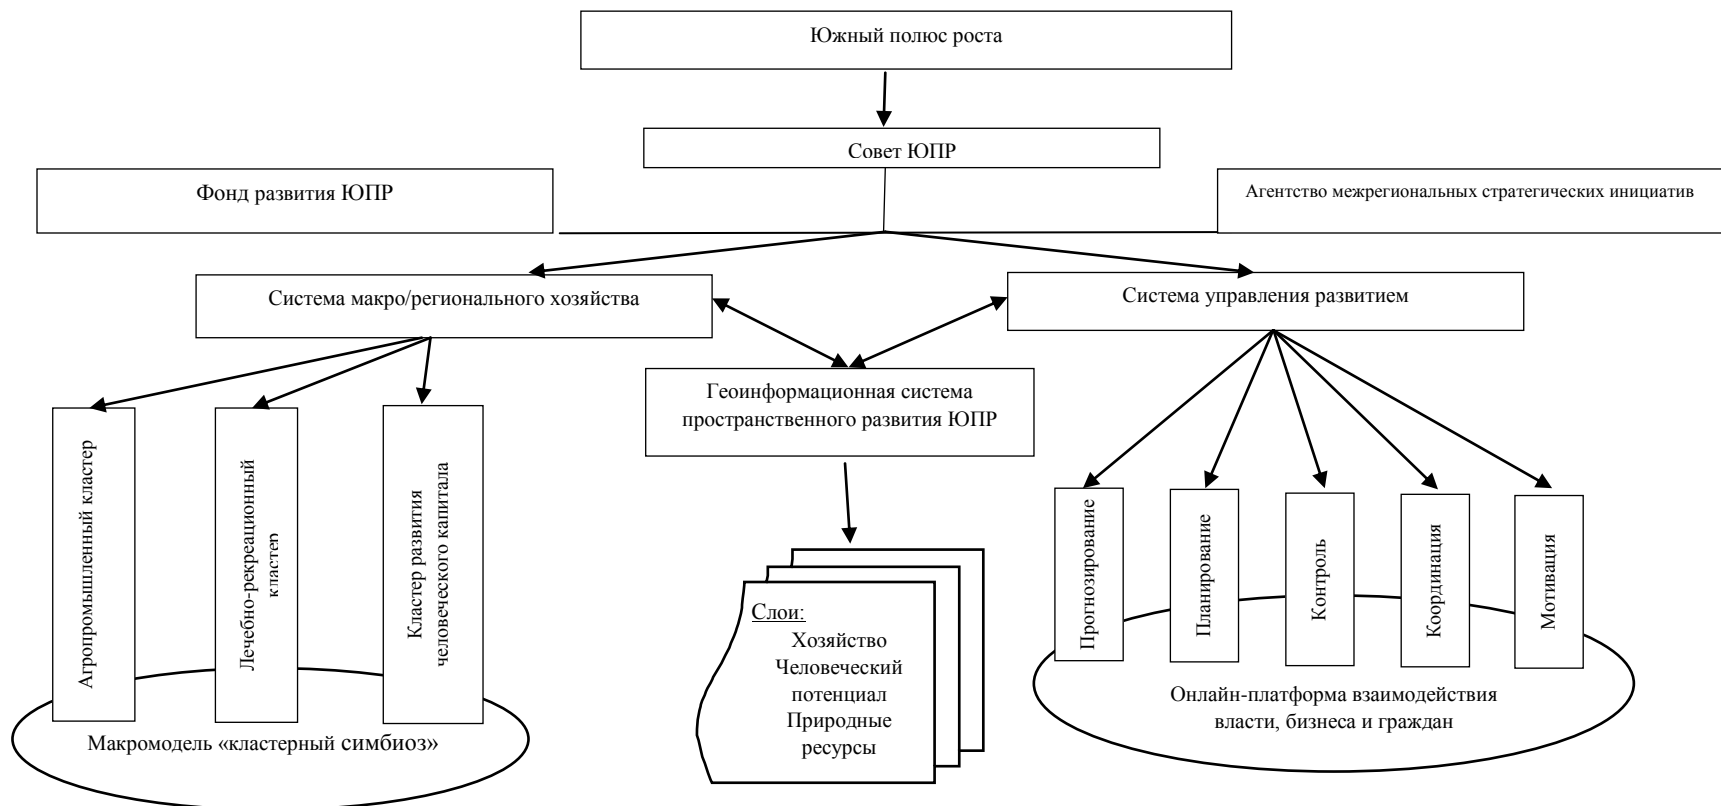 Южный полюс роста
Совет ЮПР
Фонд развития ЮПР
Агентство межрегиональных стратегических инициатив
Система макро/регионального хозяйства
Система управления развитием
Геоинформационная система
пространственного развития ЮПР
Агропромышленный кластер
Лечебно-рекреационный
кластер
Кластер развития
человеческого капитала
Макромодель «кластерный симбиоз»
Слои:
Хозяйство
Человеческий
потенциал
Природные
ресурсы
Прогнозирование
Планирование
Контроль
Координация
Мотивация
Онлайн-платформа взаимодействия
власти, бизнеса и граждан